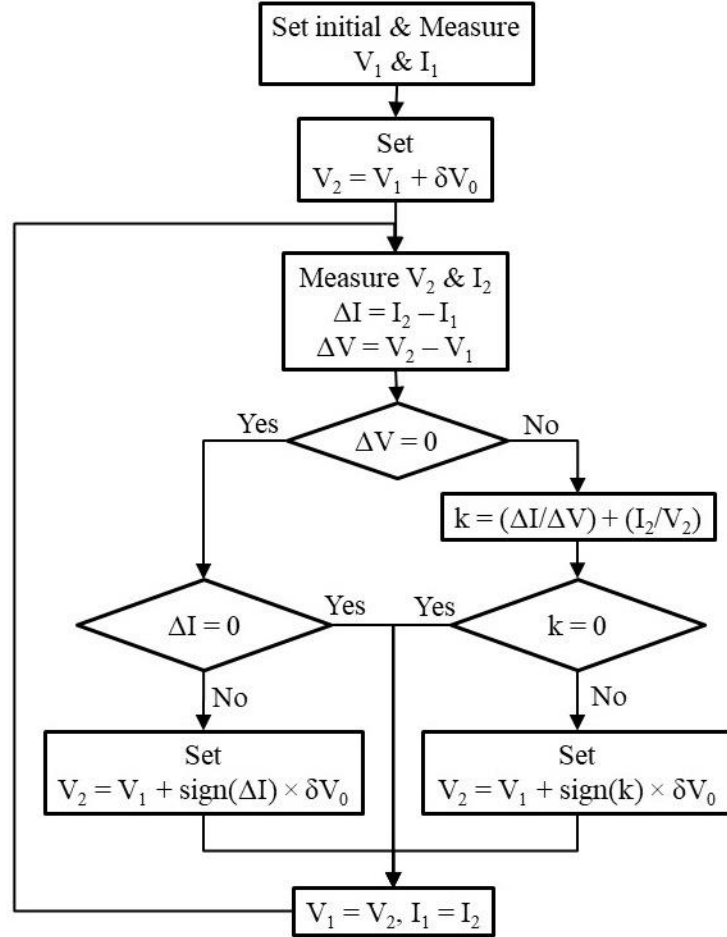 Set initial & Measure
V₁ & I₁
Set
V₂ = V₁ + δV₀
Measure V₂ & I₂
ΔI = I₂ – I₁
ΔV = V₂ – V₁
Yes
ΔV = 0
No
k = (ΔI/ΔV) + (I₂/V₂)
ΔI = 0
Yes
Yes
k = 0
No
No
Set
V₂ = V₁ + sign(ΔI) × δV₀
Set
V₂ = V₁ + sign(k) × δV₀
V₁ = V₂, I₁ = I₂